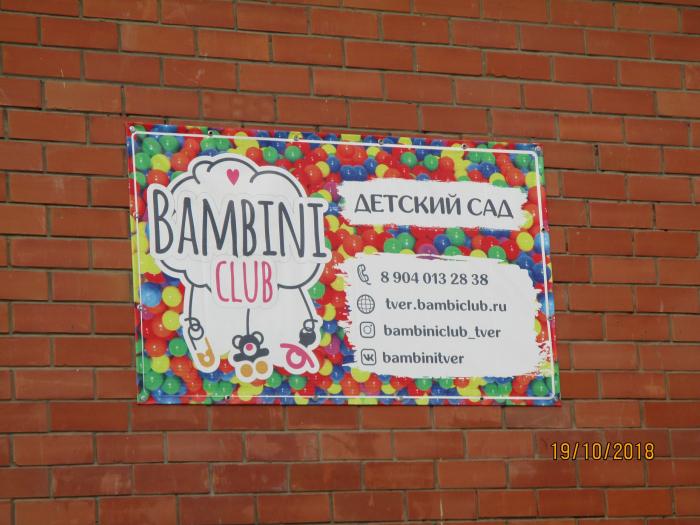 BAMBINI
CLUB
ДЕТСКИЙ САД
8 904 013 28 38
tver.bambiclub.ru
bambiniclub_tver
bambinitver
19/10/2018